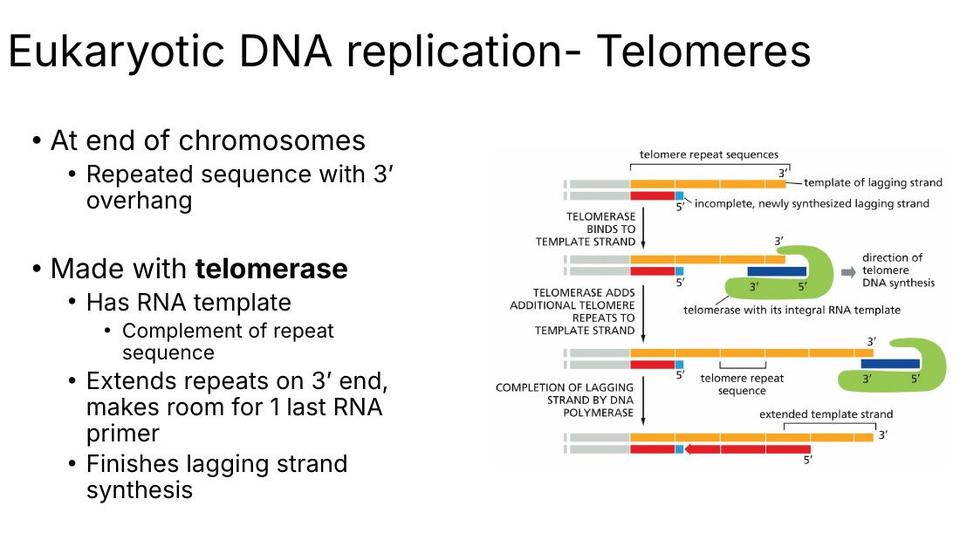 Eukaryotic DNA replication- Telomeres
• At end of chromosomes
• Repeated sequence with 3’
overhang
• Made with telomerase
• Has RNA template
• Complement of repeat
sequence
• Extends repeats on 3’ end,
makes room for 1 last RNA
primer
• Finishes lagging strand
synthesis
telomere repeat sequences
3’
template of lagging strand
5’
incomplete, newly synthesized lagging strand
TELOMERASE
BINDS TO
TEMPLATE STRAND
3’
5’
3’
5’
direction of
telomere
DNA synthesis
telomerase with its integral RNA template
TELOMERASE ADDS
ADDITIONAL TELOMERE
REPEATS TO
TEMPLATE STRAND
3’
5’
3’
5’
telomere repeat
sequence
COMPLETION OF LAGGING
STRAND BY DNA
POLYMERASE
extended template strand
3’
5’